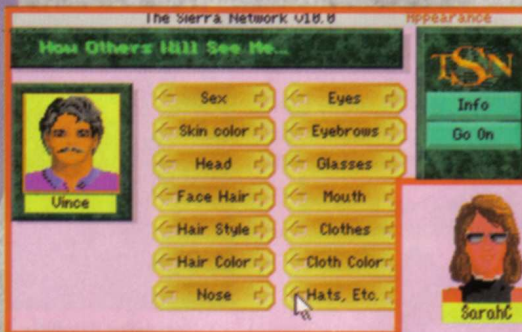 The Sierra Network V10.0
Appearance
How Others Will See Me...
TSN
Info
Go On
Vince
Sex
Eyes
Skin color
Eyebrows
Head
Glasses
Face Hair
Mouth
Hair Style
Clothes
Hair Color
Cloth Color
Nose
Hats, Etc.
SarahC